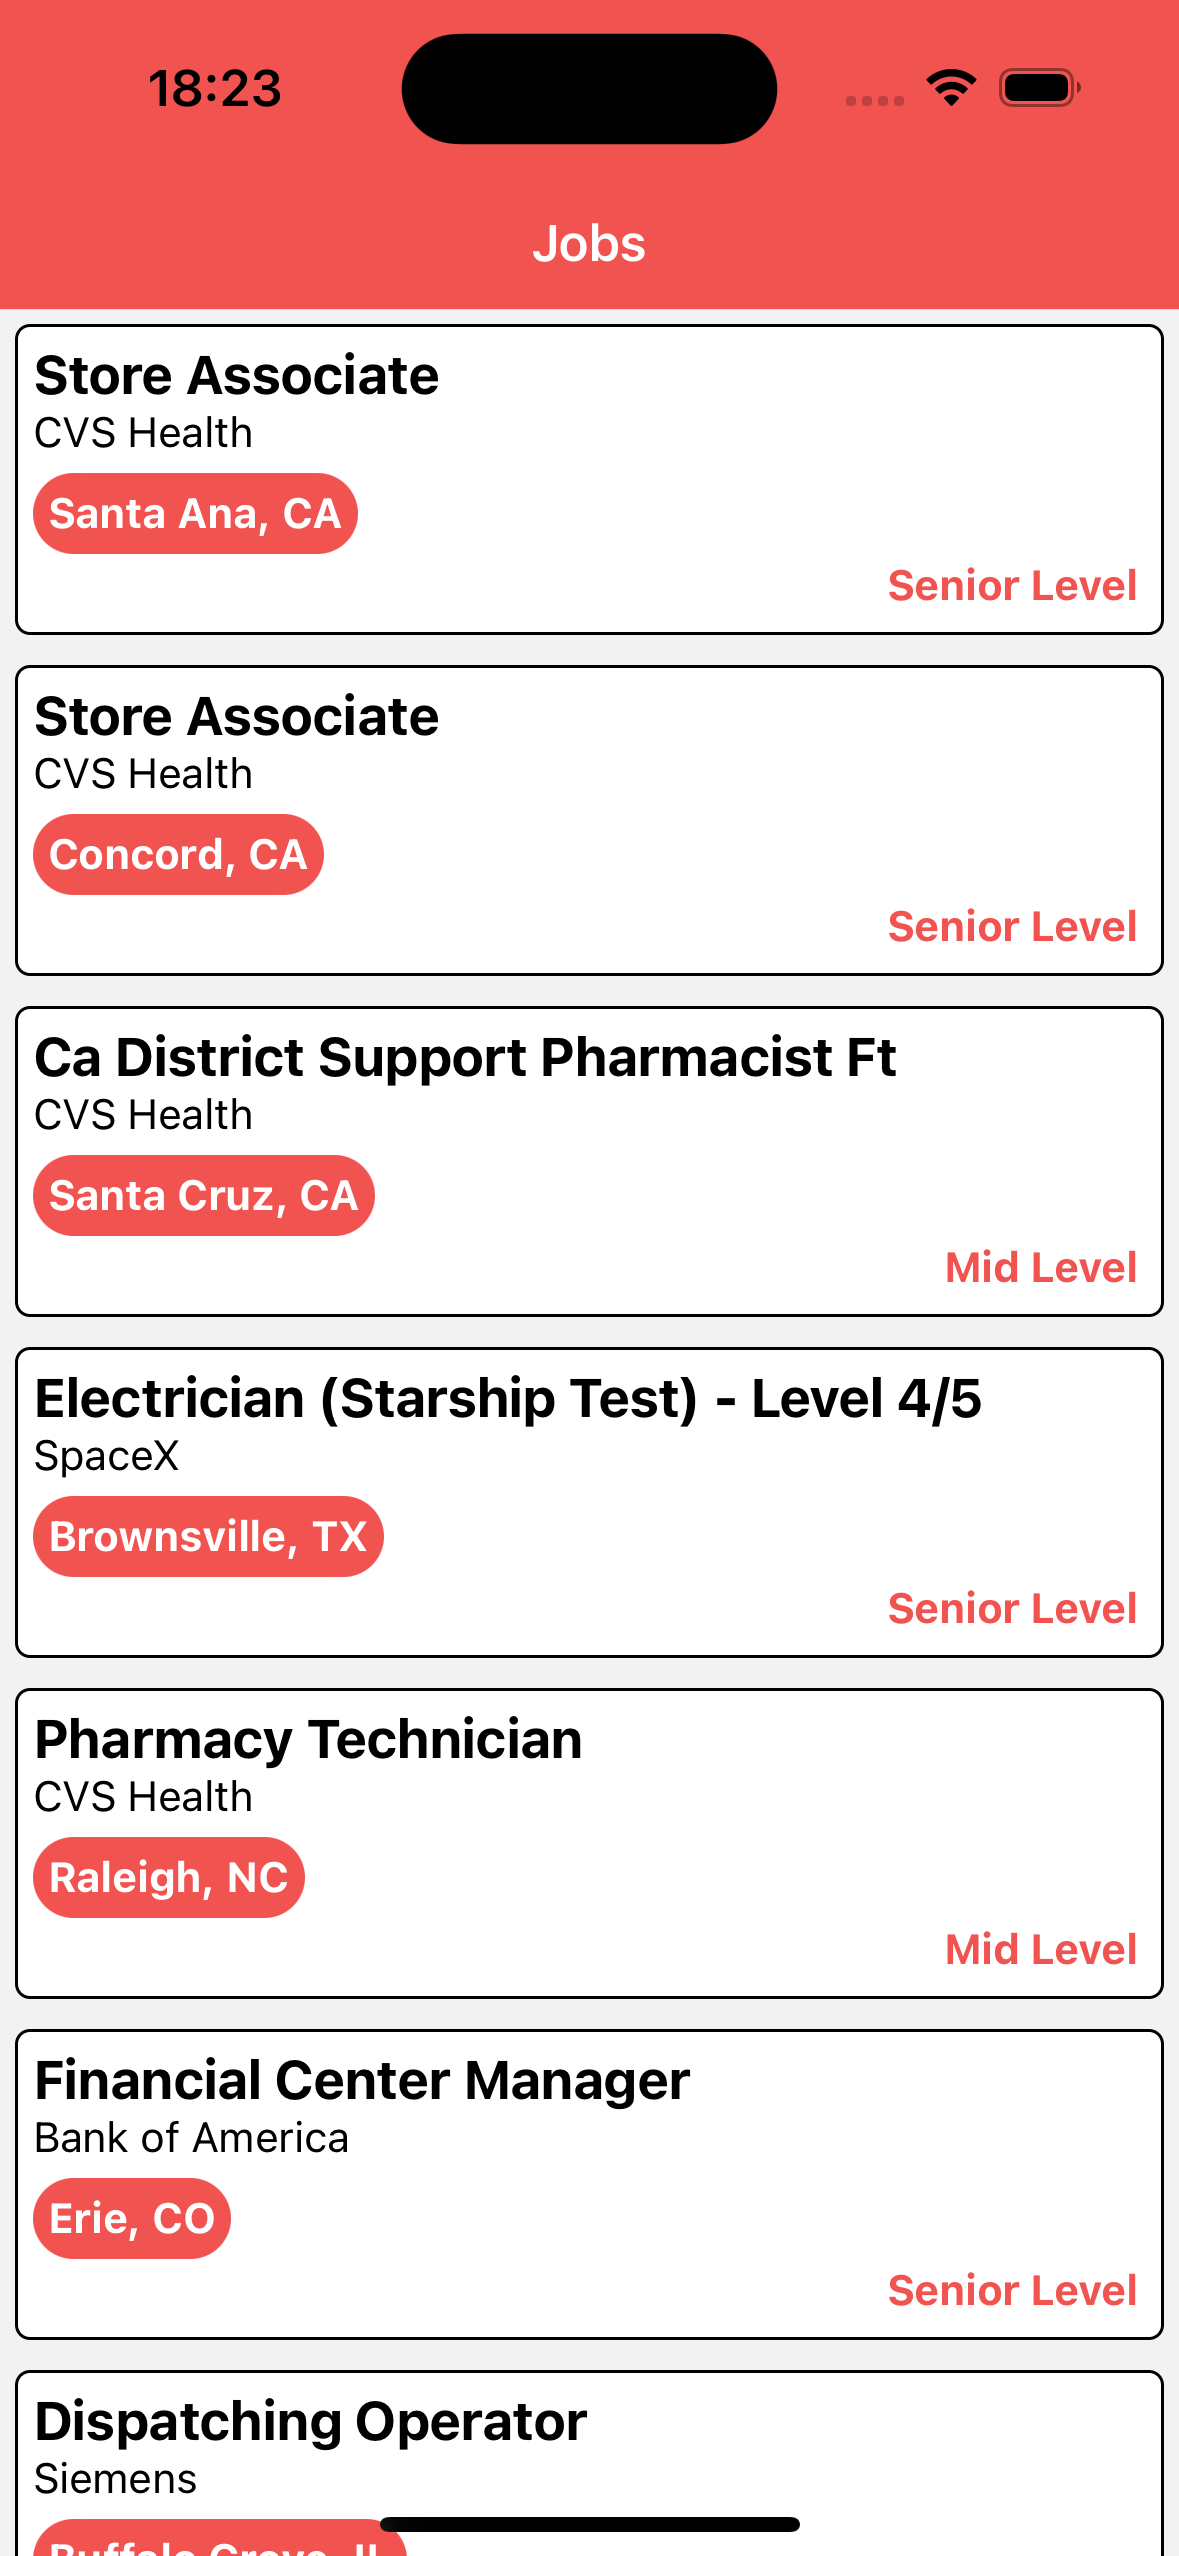 18:23
Jobs
Store Associate
CVS Health
Santa Ana, CA
Senior Level
Store Associate
CVS Health
Concord, CA
Senior Level
Ca District Support Pharmacist Ft
CVS Health
Santa Cruz, CA
Mid Level
Electrician (Starship Test) - Level 4/5
SpaceX
Brownsville, TX
Senior Level
Pharmacy Technician
CVS Health
Raleigh, NC
Mid Level
Financial Center Manager
Bank of America
Erie, CO
Senior Level
Dispatching Operator
Siemens
Buffalo Grove, IL